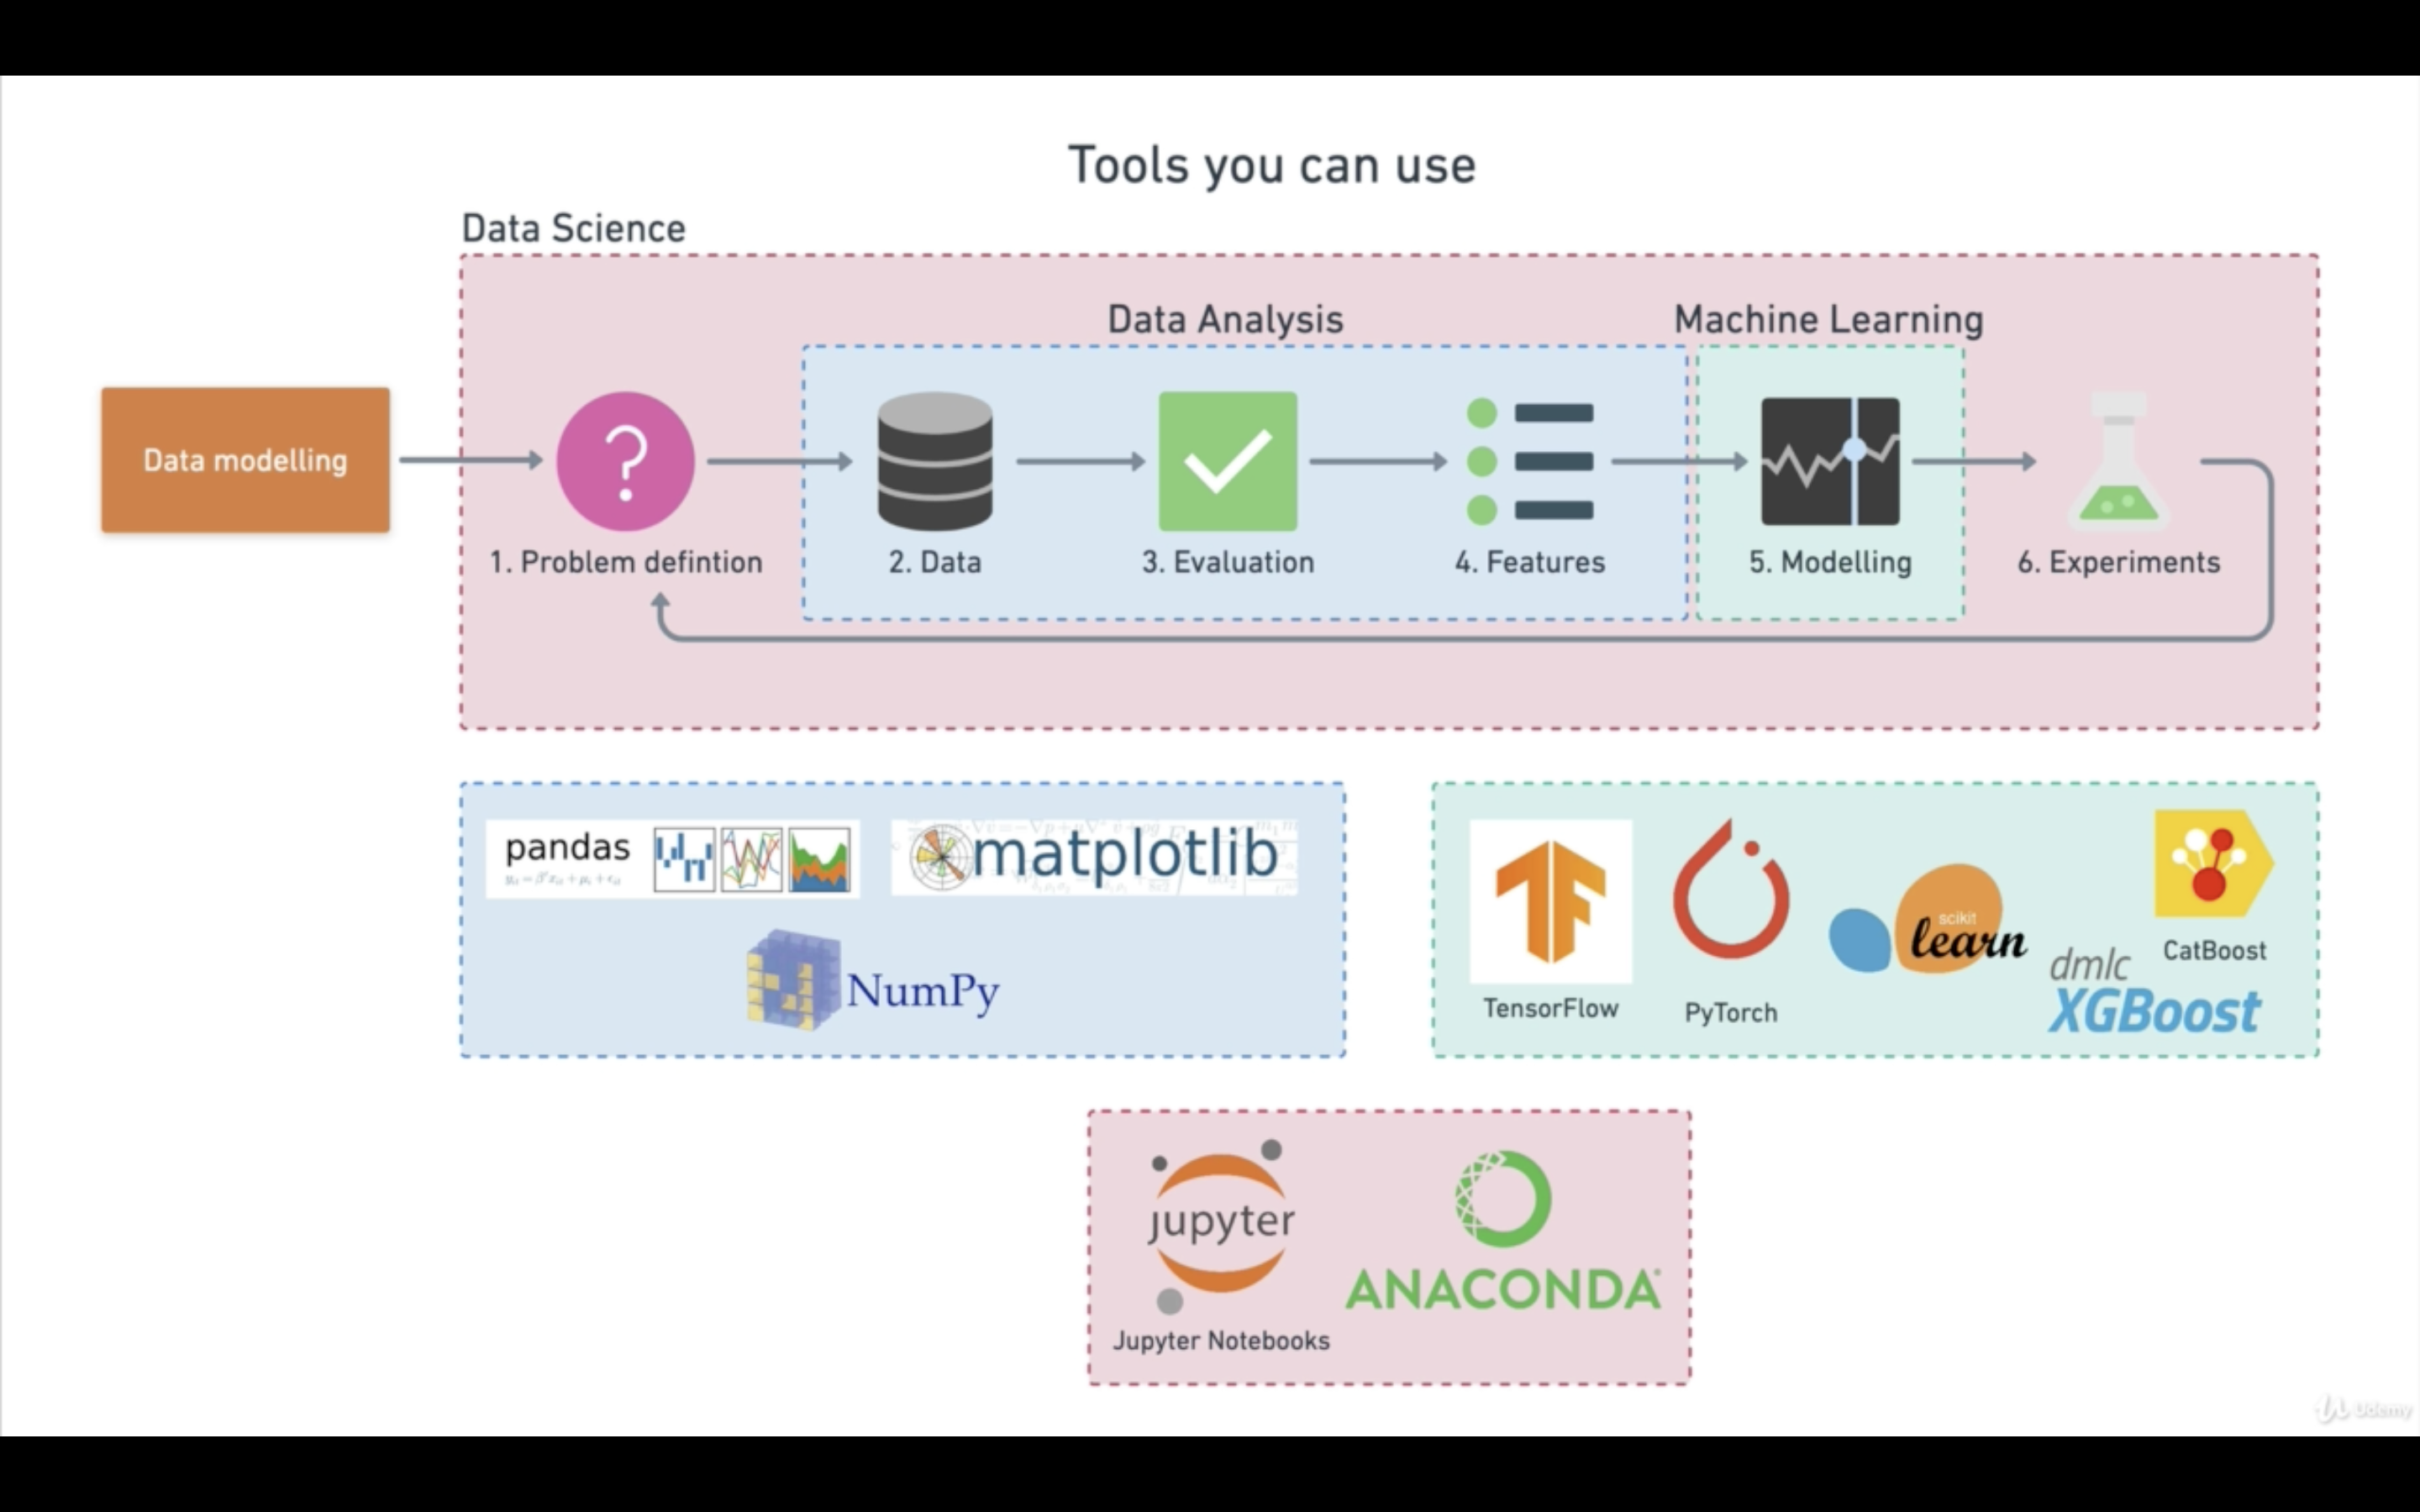 Tools you can use
Data Science
Data Analysis
Machine Learning
Data modelling
?
1. Problem defintion
2. Data
3. Evaluation
4. Features
5. Modelling
6. Experiments
pandas
matplotlib
NumPy
TensorFlow
PyTorch
scikit
learn
CatBoost
dmlc
XGBoost
jupyter
Jupyter Notebooks
ANACONDA
Udemy